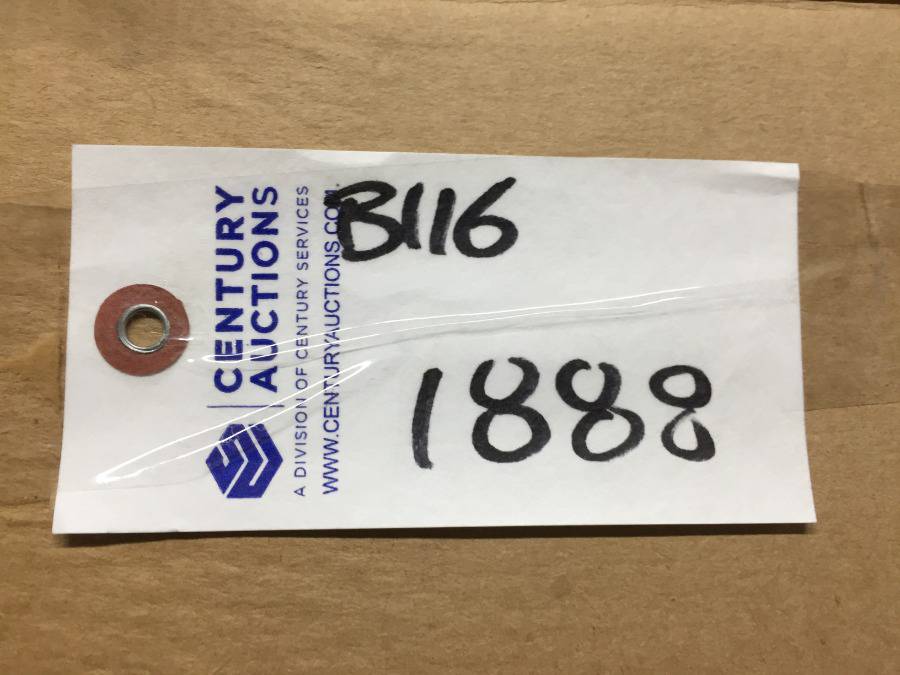 CENTURY
AUCTIONS
A DIVISION OF CENTURY SERVICES
WWW.CENTURYAUCTIONS.COM
B116
1888